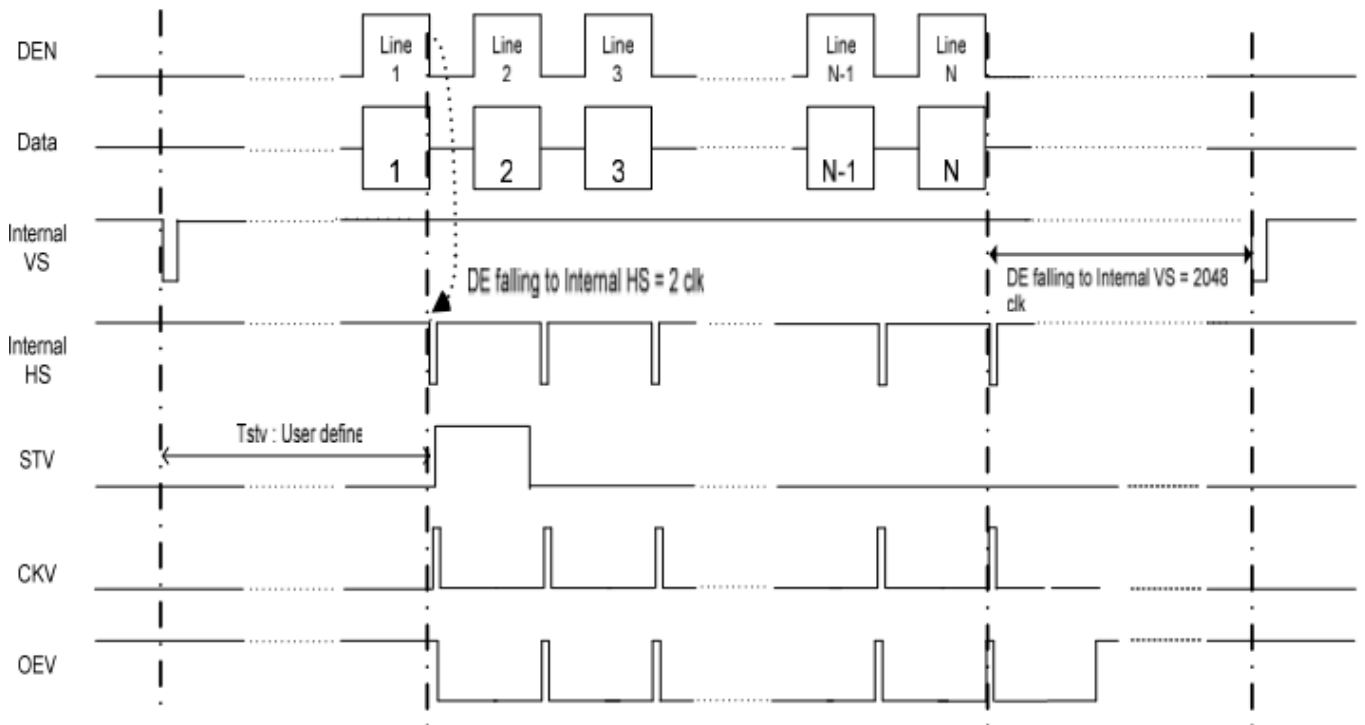 DEN
Line
1
Line
2
Line
3
Line
N-1
Line
N
Data
1
2
3
N-1
N
Internal
VS
DE falling to Internal HS = 2 clk
DE falling to Internal VS = 2048
clk
Internal
HS
Tstv : User define
STV
CKV
OEV